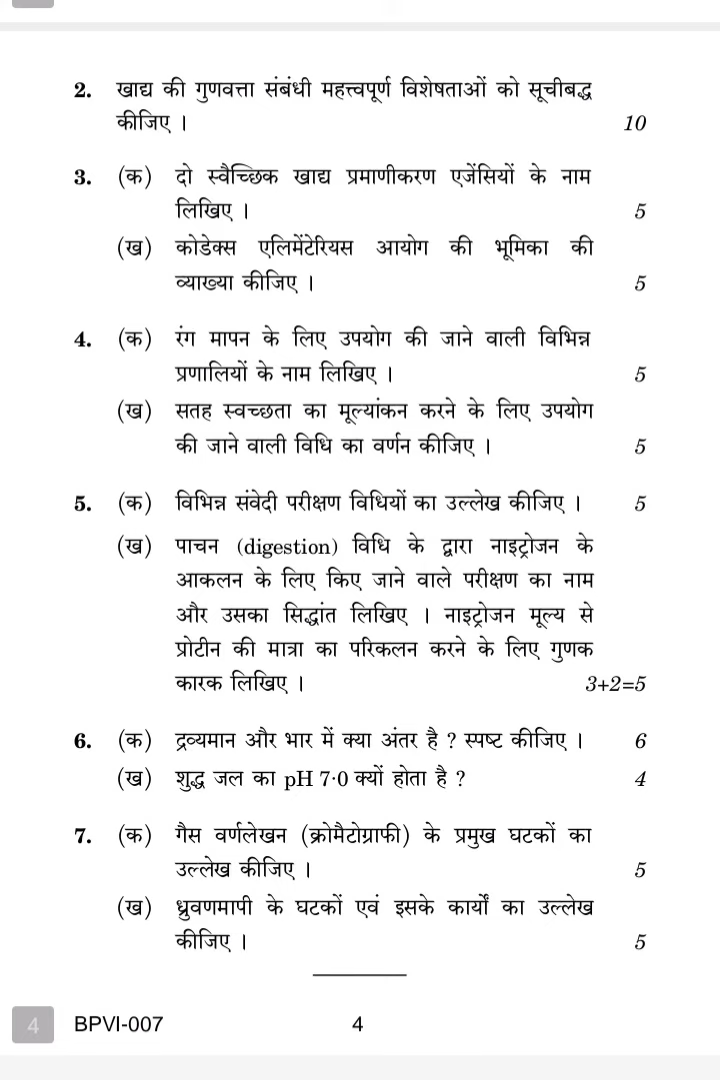 2. खाद्य की गुणवत्ता संबंधी महत्त्वपूर्ण विशेषताओं को सूचीबद्ध
कीजिए । 10
3. (क) दो स्वैच्छिक खाद्य प्रमाणीकरण एजेंसियों के नाम
लिखिए । 5
(ख) कोडेक्स एलिमेंटेरियस आयोग की भूमिका की
व्याख्या कीजिए । 5
4. (क) रंग मापन के लिए उपयोग की जाने वाली विभिन्न
प्रणालियों के नाम लिखिए । 5
(ख) सतह स्वच्छता का मूल्यांकन करने के लिए उपयोग
की जाने वाली विधि का वर्णन कीजिए । 5
5. (क) विभिन्न संवेदी परीक्षण विधियों का उल्लेख कीजिए । 5
(ख) पाचन (digestion) विधि के द्वारा नाइट्रोजन के
आकलन के लिए किए जाने वाले परीक्षण का नाम
और उसका सिद्धांत लिखिए । नाइट्रोजन मूल्य से
प्रोटीन की मात्रा का परिकलन करने के लिए गुणक
कारक लिखिए । 3+2=5
6. (क) द्रव्यमान और भार में क्या अंतर है ? स्पष्ट कीजिए । 6
(ख) शुद्ध जल का pH 7·0 क्यों होता है ? 4
7. (क) गैस वर्णलेखन (क्रोमैटोग्राफी) के प्रमुख घटकों का
उल्लेख कीजिए । 5
(ख) ध्रुवणमापी के घटकों एवं इसके कार्यों का उल्लेख
कीजिए । 5
4 BPVI-007 4